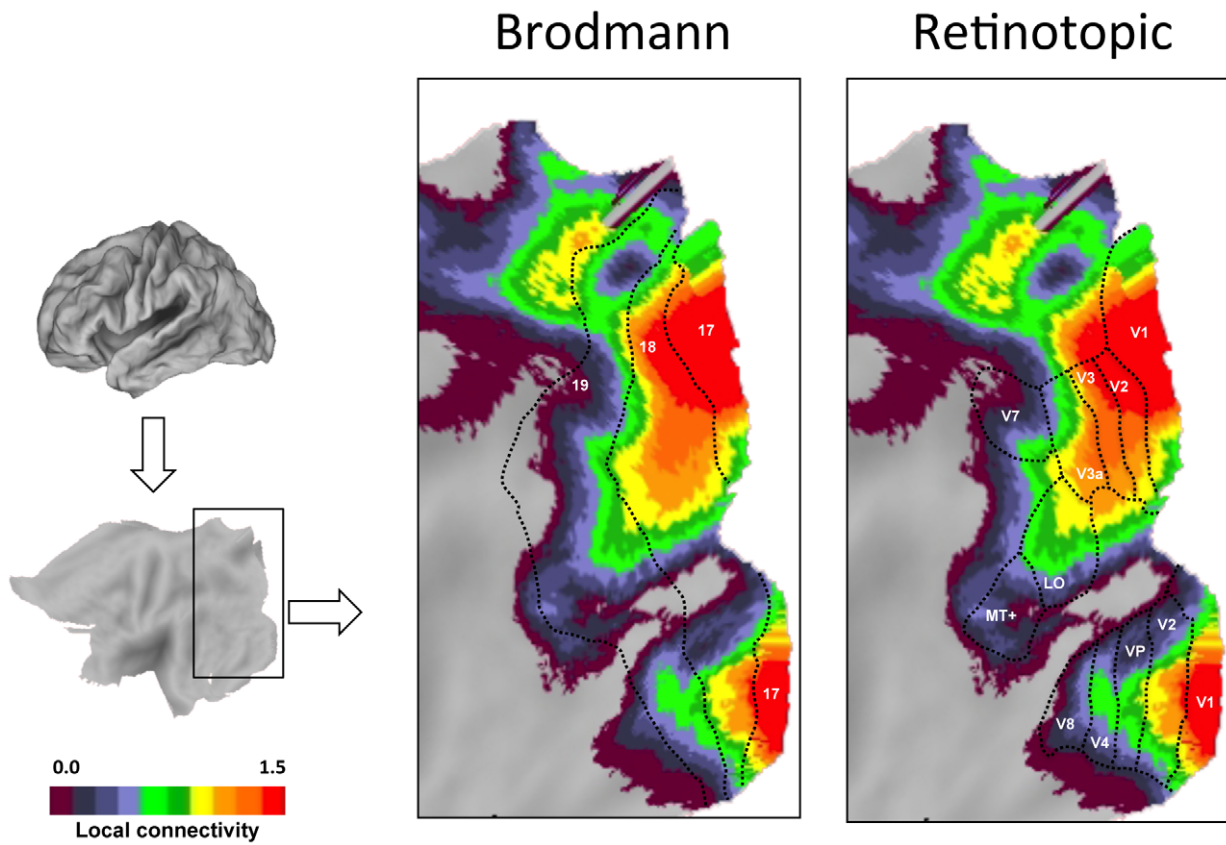 Brodmann
Retinotopic
17
18
19
17
V1
V3
V2
V7
V3a
LO
MT+
V2
VP
V1
V8
V4
0.0 1.5
Local connectivity